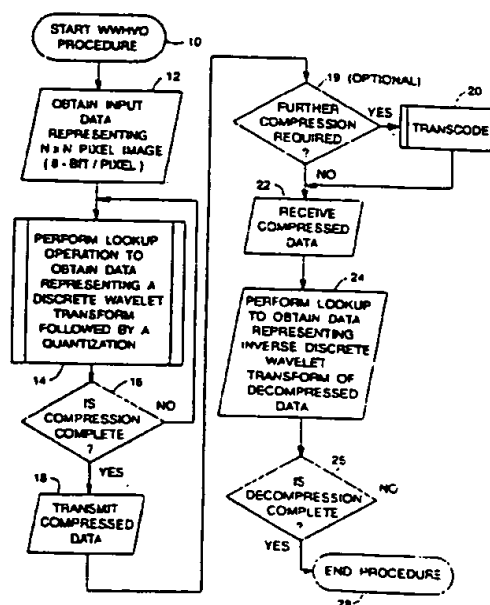 START WWHVQ
PROCEDURE
10
12
OBTAIN INPUT
DATA
REPRESENTING
N x N PIXEL IMAGE
(8 - BIT / PIXEL)
PERFORM LOOKUP
OPERATION TO
OBTAIN DATA
REPRESENTING A
DISCRETE WAVELET
TRANSFORM
FOLLOWED BY A
QUANTIZATION
14
16
IS
COMPRESSION
COMPLETE
?
NO
YES
18
TRANSMIT
COMPRESSED
DATA
19 (OPTIONAL)
FURTHER
COMPRESSION
REQUIRED
?
YES
NO
20
TRANSCODE
22
RECEIVE
COMPRESSED
DATA
24
PERFORM LOOKUP
TO OBTAIN DATA
REPRESENTING
INVERSE DISCRETE
WAVELET
TRANSFORM OF
DECOMPRESSED
DATA
25
IS
DECOMPRESSION
COMPLETE
?
NO
YES
END PROCEDURE